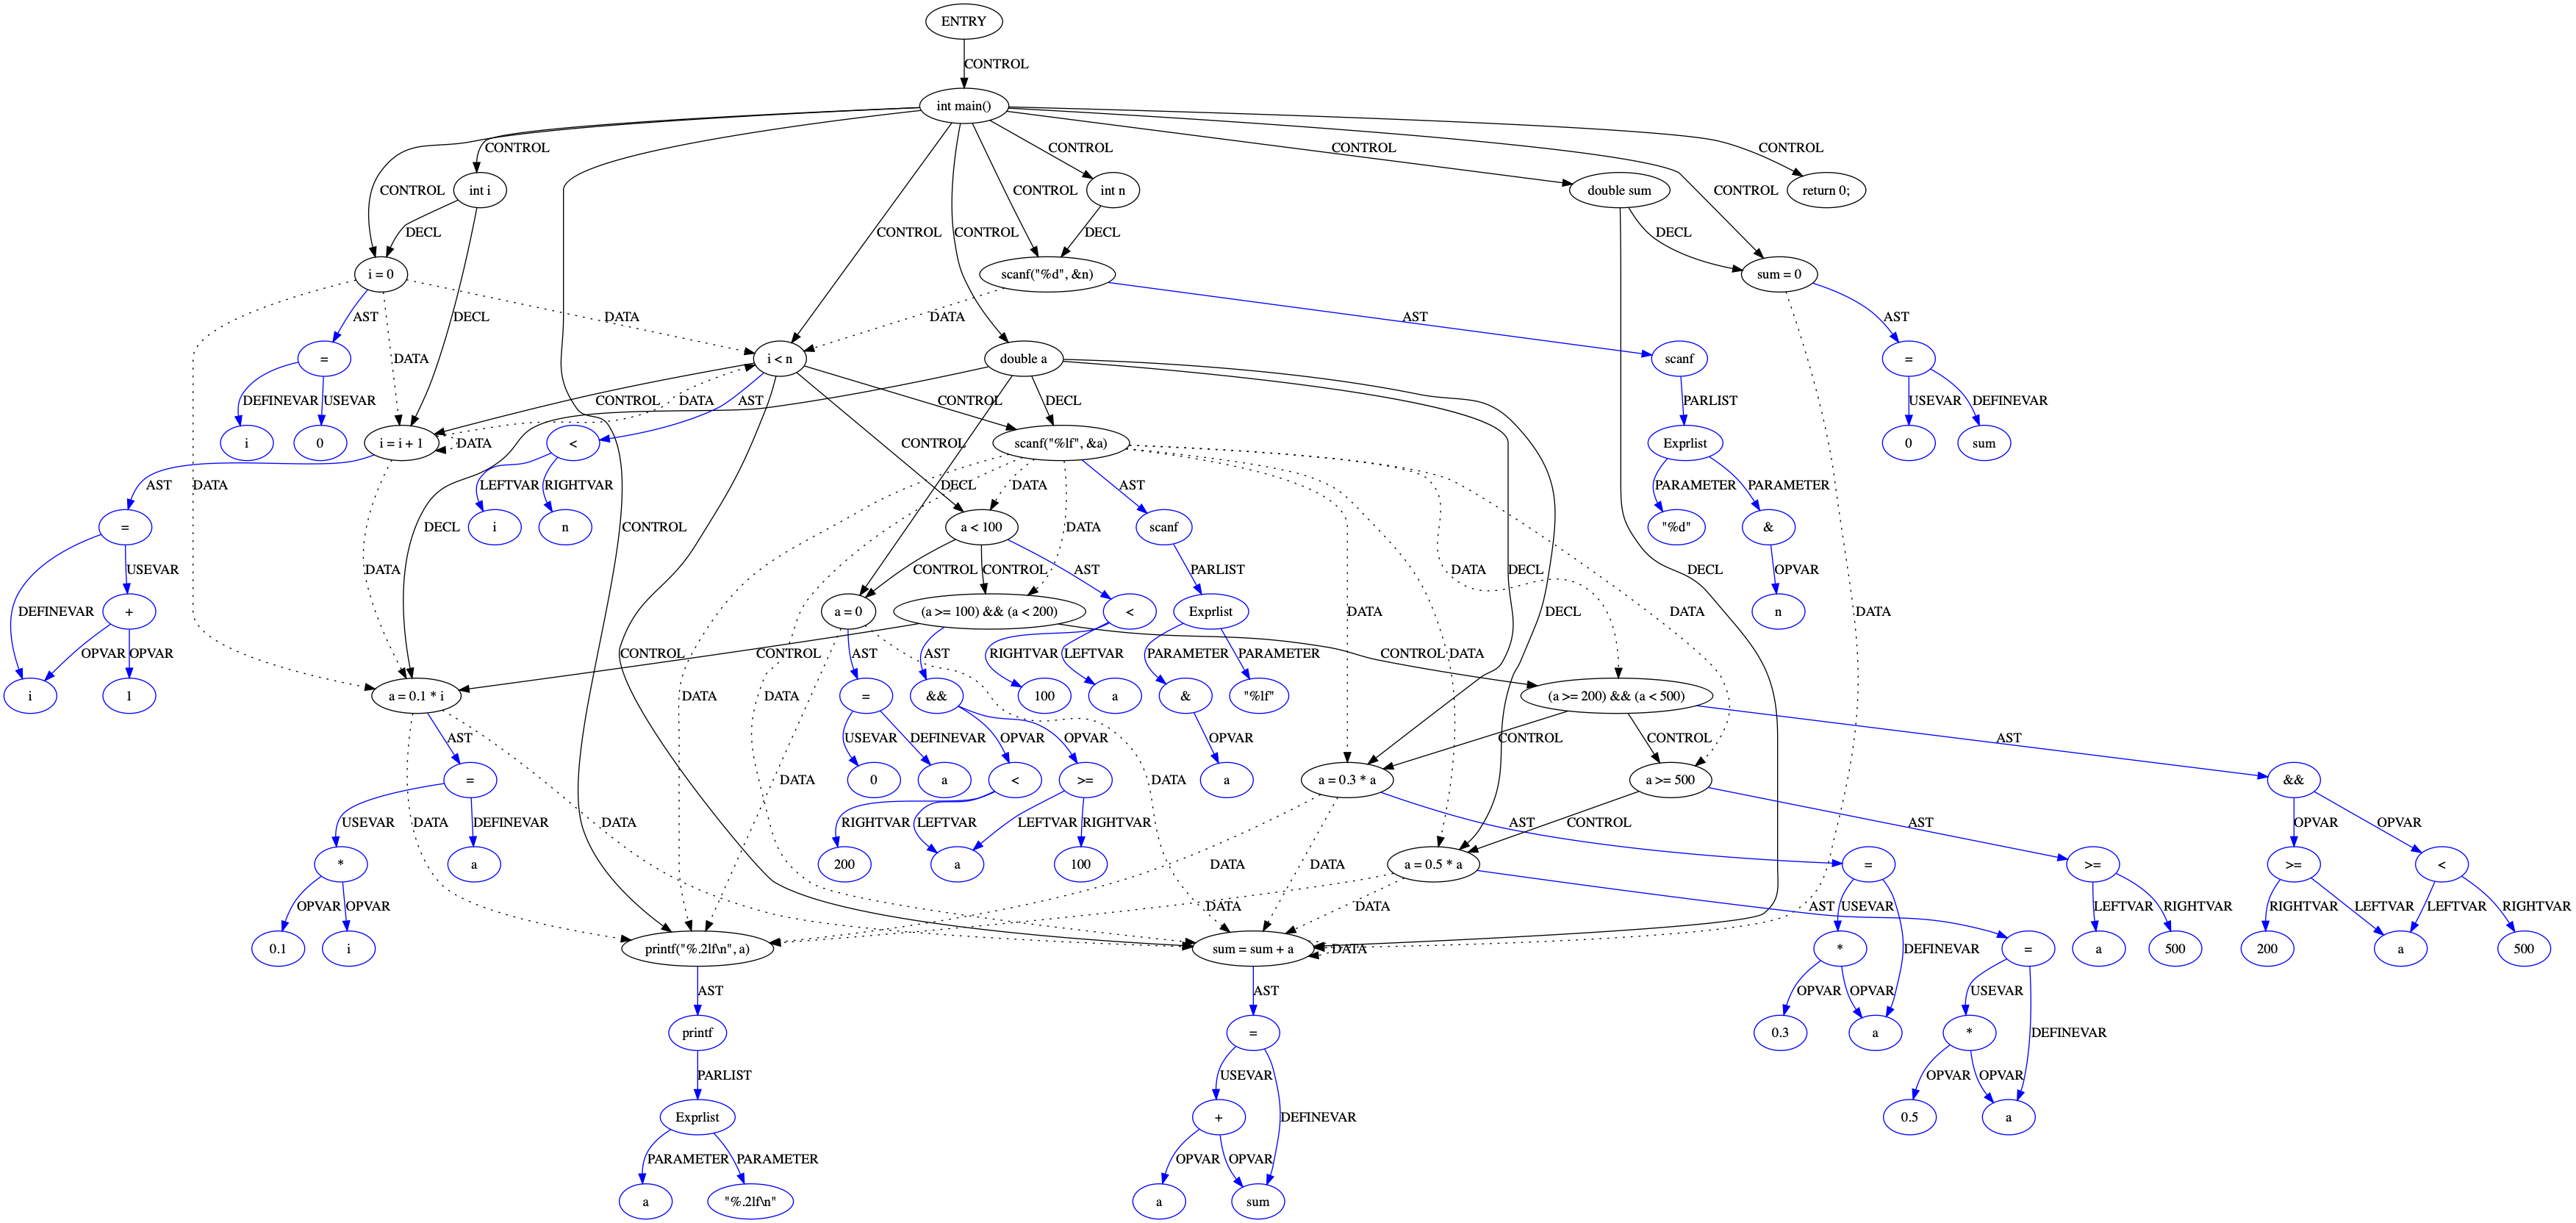 ENTRY
CONTROL
int main()
CONTROL CONTROL CONTROL CONTROL
CONTROL int i CONTROL int n double sum CONTROL return 0;
DECL CONTROL CONTROL DECL DECL
i = 0 scanf("%d", &n) sum = 0
AST DECL DATA DATA AST AST
= DATA i < n double a scanf =
DEFINEVAR USEVAR CONTROL DATA AST CONTROL DECL PARLIST USEVAR DEFINEVAR
i 0 i = i + 1 DATA < CONTROL scanf("%lf", &a) Exprlist 0 sum
AST DATA LEFTVAR RIGHTVAR DECL DATA AST DATA PARAMETER PARAMETER
= DECL i n CONTROL a < 100 DATA scanf "%d" &
USEVAR DATA CONTROL CONTROL AST PARLIST DATA DECL OPVAR
DEFINEVAR + a = 0 (a >= 100) && (a < 200) < Exprlist DATA DECL DATA DECL DATA n
OPVAR OPVAR CONTROL CONTROL AST AST RIGHTVAR LEFTVAR PARAMETER PARAMETER DATA CONTROL
i 1 a = 0.1 * i DATA = && 100 a & "%lf" (a >= 200) && (a < 500)
AST DATA USEVAR DEFINEVAR OPVAR OPVAR OPVAR CONTROL CONTROL AST
= DATA 0 a < >= a DATA a = 0.3 * a a >= 500 &&
USEVAR DEFINEVAR DATA DATA RIGHTVAR LEFTVAR LEFTVAR RIGHTVAR AST CONTROL AST OPVAR OPVAR
* a 200 a 100 DATA DATA a = 0.5 * a = >= >= <
OPVAR OPVAR DATA DATA AST USEVAR LEFTVAR RIGHTVAR RIGHTVAR LEFTVAR LEFTVAR RIGHTVAR
0.1 i printf("%.2lf\n", a) sum = sum + a DATA * DEFINEVAR = a 500 200 a 500
AST AST OPVAR OPVAR USEVAR
printf = 0.3 a * DEFINEVAR
PARLIST USEVAR OPVAR OPVAR
Exprlist + DEFINEVAR 0.5 a
PARAMETER PARAMETER OPVAR OPVAR
a "%.2lf\n" a sum